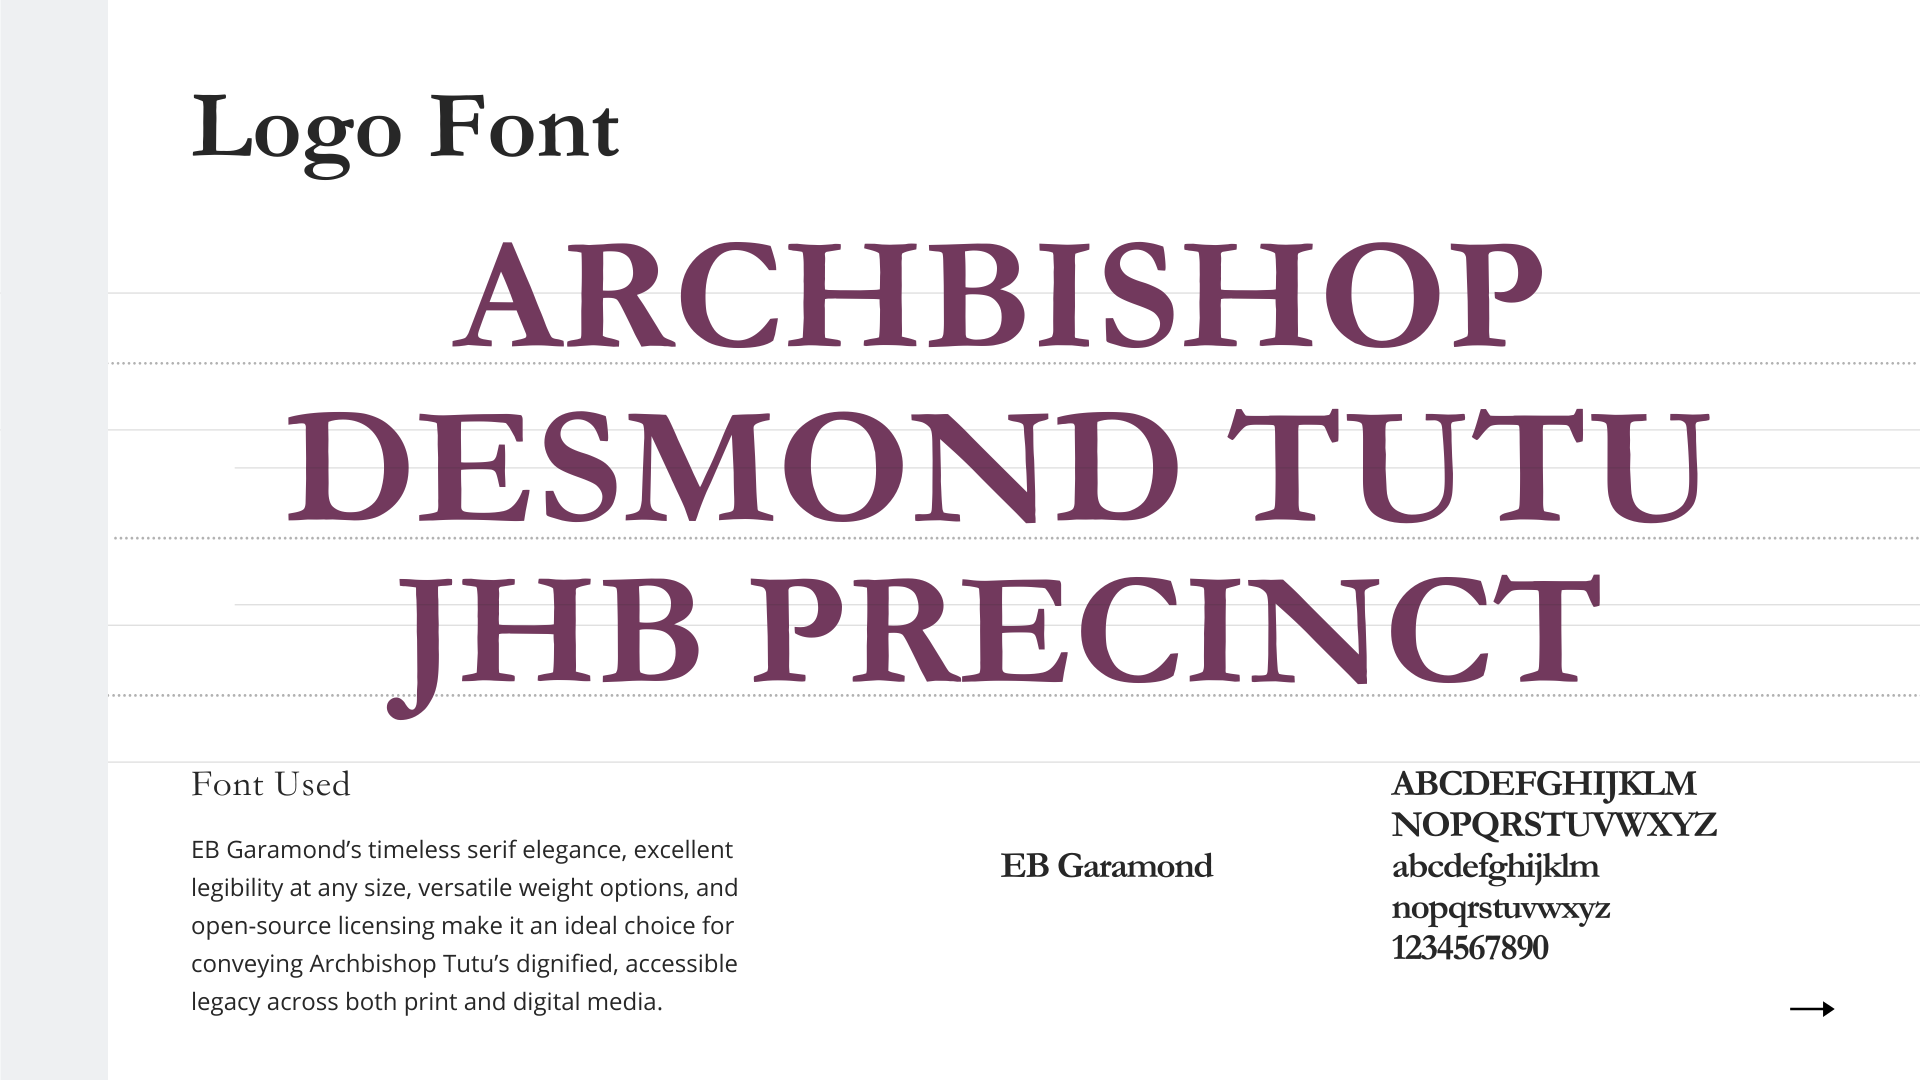 Logo Font
ARCHBISHOP
DESMOND TUTU
JHB PRECINCT
Font Used
EB Garamond’s timeless serif elegance, excellent
legibility at any size, versatile weight options, and
open-source licensing make it an ideal choice for
conveying Archbishop Tutu’s dignified, accessible
legacy across both print and digital media.
EB Garamond
ABCDEFGHIJKLM
NOPQRSTUVWXYZ
abcdefghijklm
nopqrstuvwxyz
1234567890